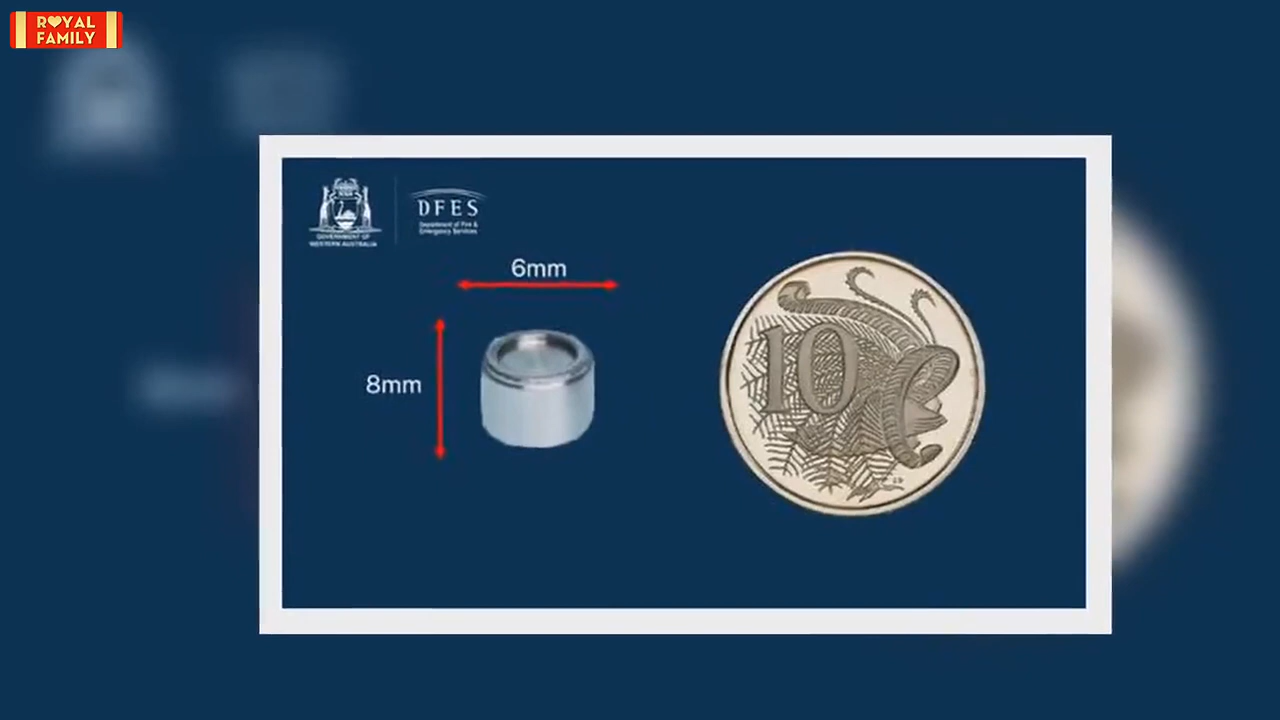 ROYAL
FAMILY
GOVERNMENT OF
WESTERN AUSTRALIA
DFES
Department of Fire &
Emergency Services
6mm
8mm
10